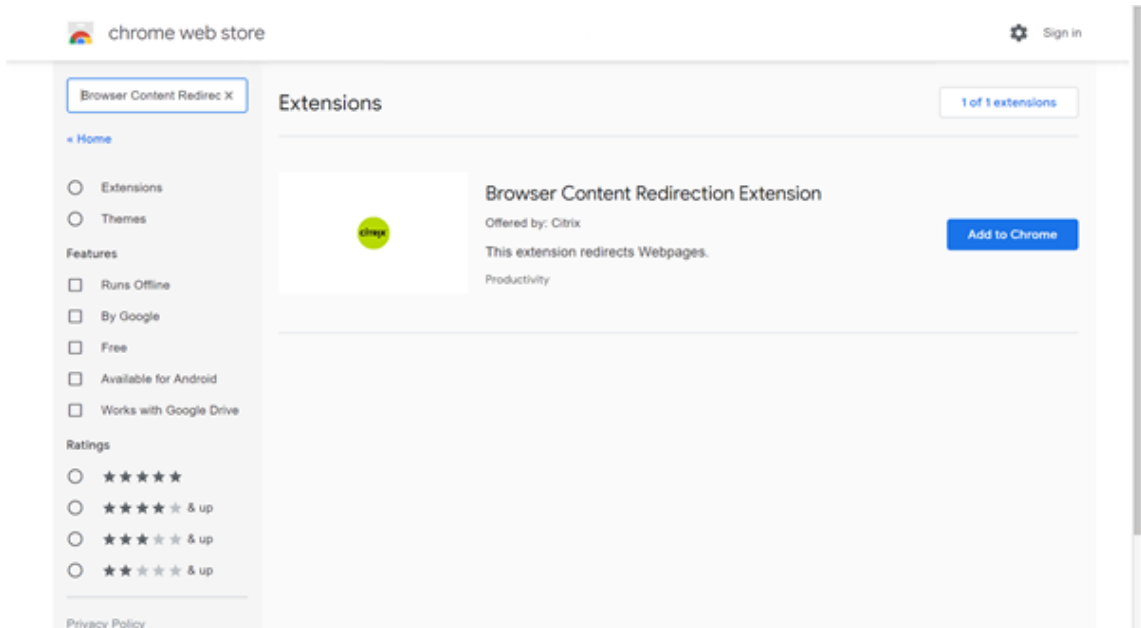 chrome web store
Sign in
Browser Content Redirec ×
Extensions
1 of 1 extensions
« Home
Extensions
Themes
Features
Runs Offline
By Google
Free
Available for Android
Works with Google Drive
Ratings
& up
& up
& up
Privacy Policy
citrix
Browser Content Redirection Extension
Offered by: Citrix
This extension redirects Webpages.
Productivity
Add to Chrome